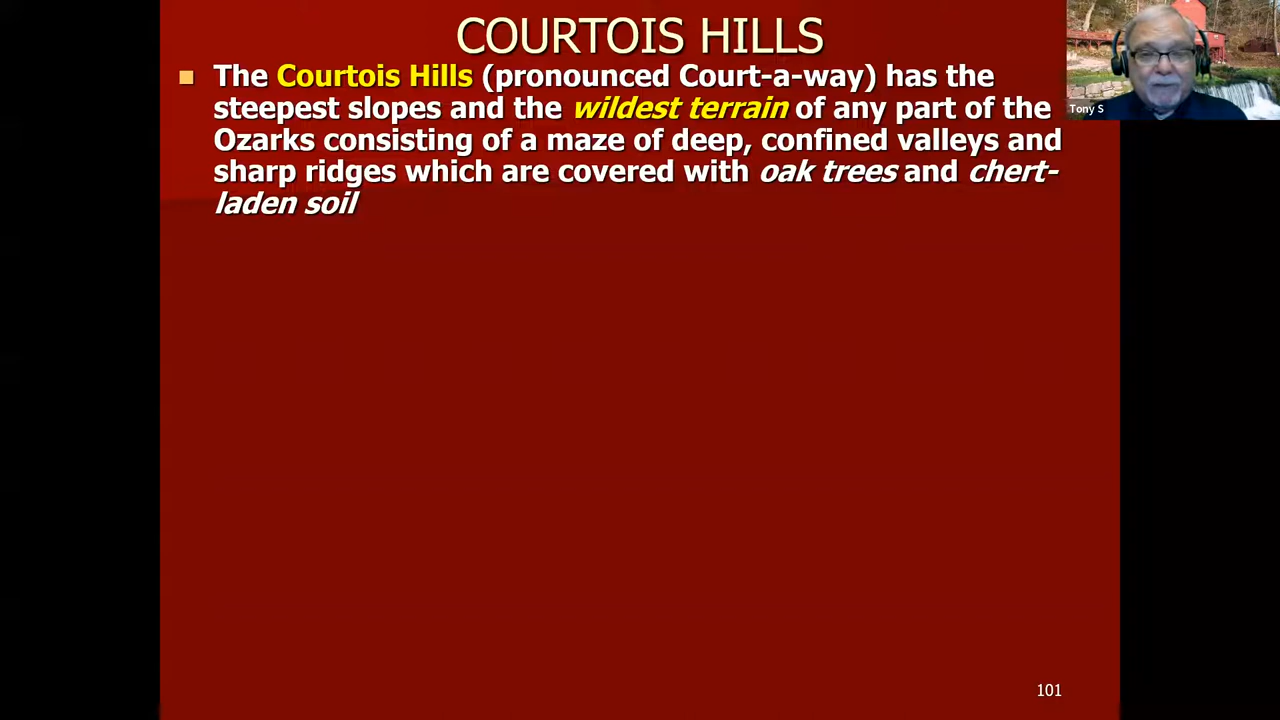 COURTOIS HILLS
The Courtois Hills (pronounced Court-a-way) has the
steepest slopes and the wildest terrain of any part of the
Ozarks consisting of a maze of deep, confined valleys and
sharp ridges which are covered with oak trees and chert-
laden soil
Tony S
101